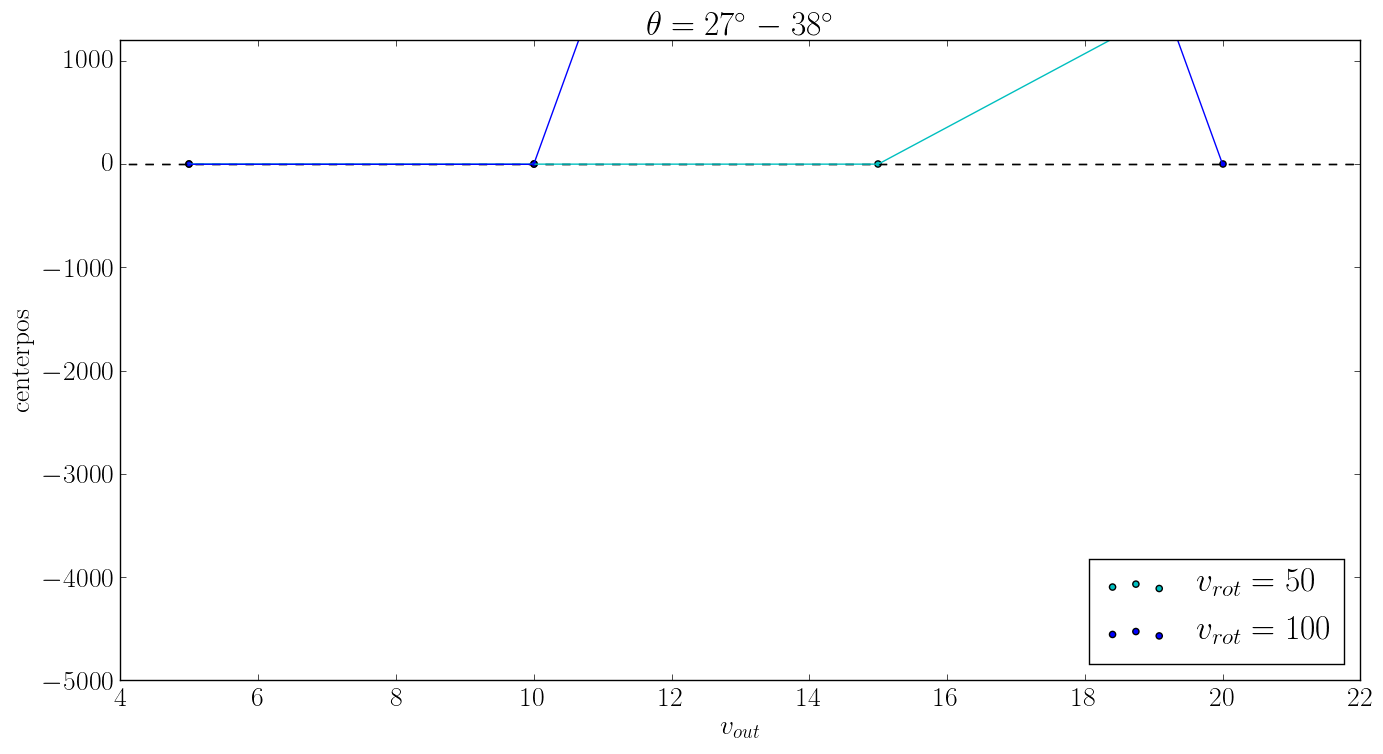 θ = 27° − 38°
1000
0
−1000
−2000
−3000
−4000
−5000
centerpos
4 6 8 10 12 14 16 18 20 22
v_out
v_rot = 50
v_rot = 100